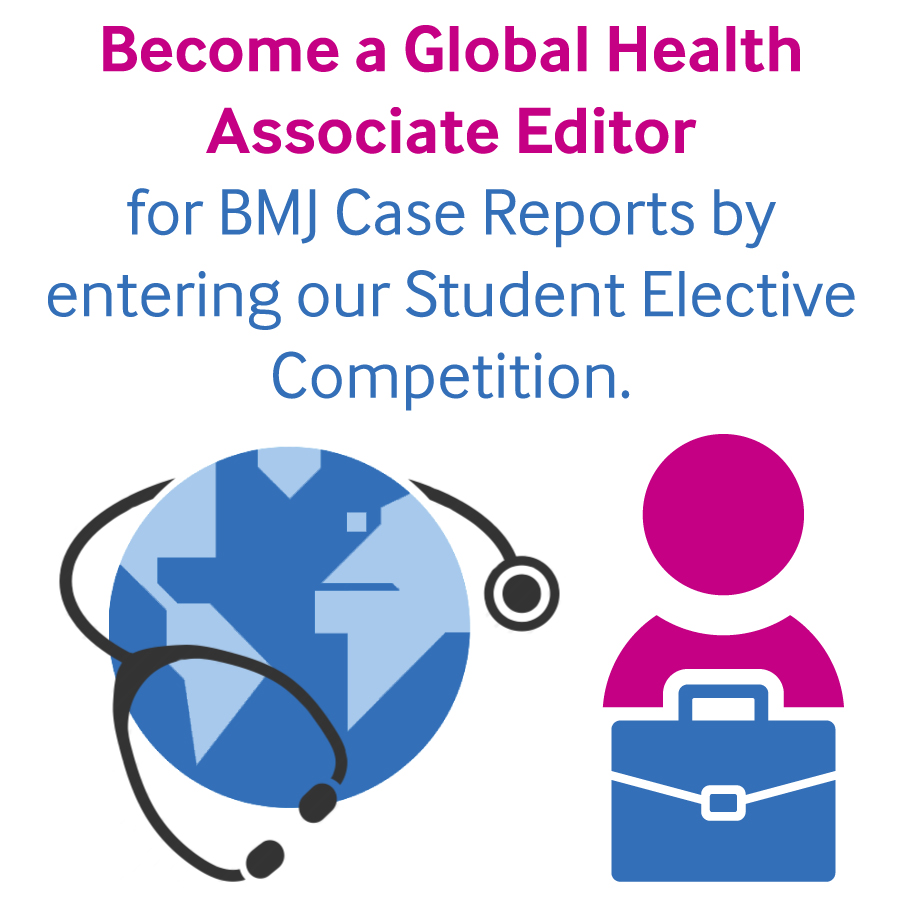 Become a Global Health
Associate Editor
for BMJ Case Reports by
entering our Student Elective
Competition.